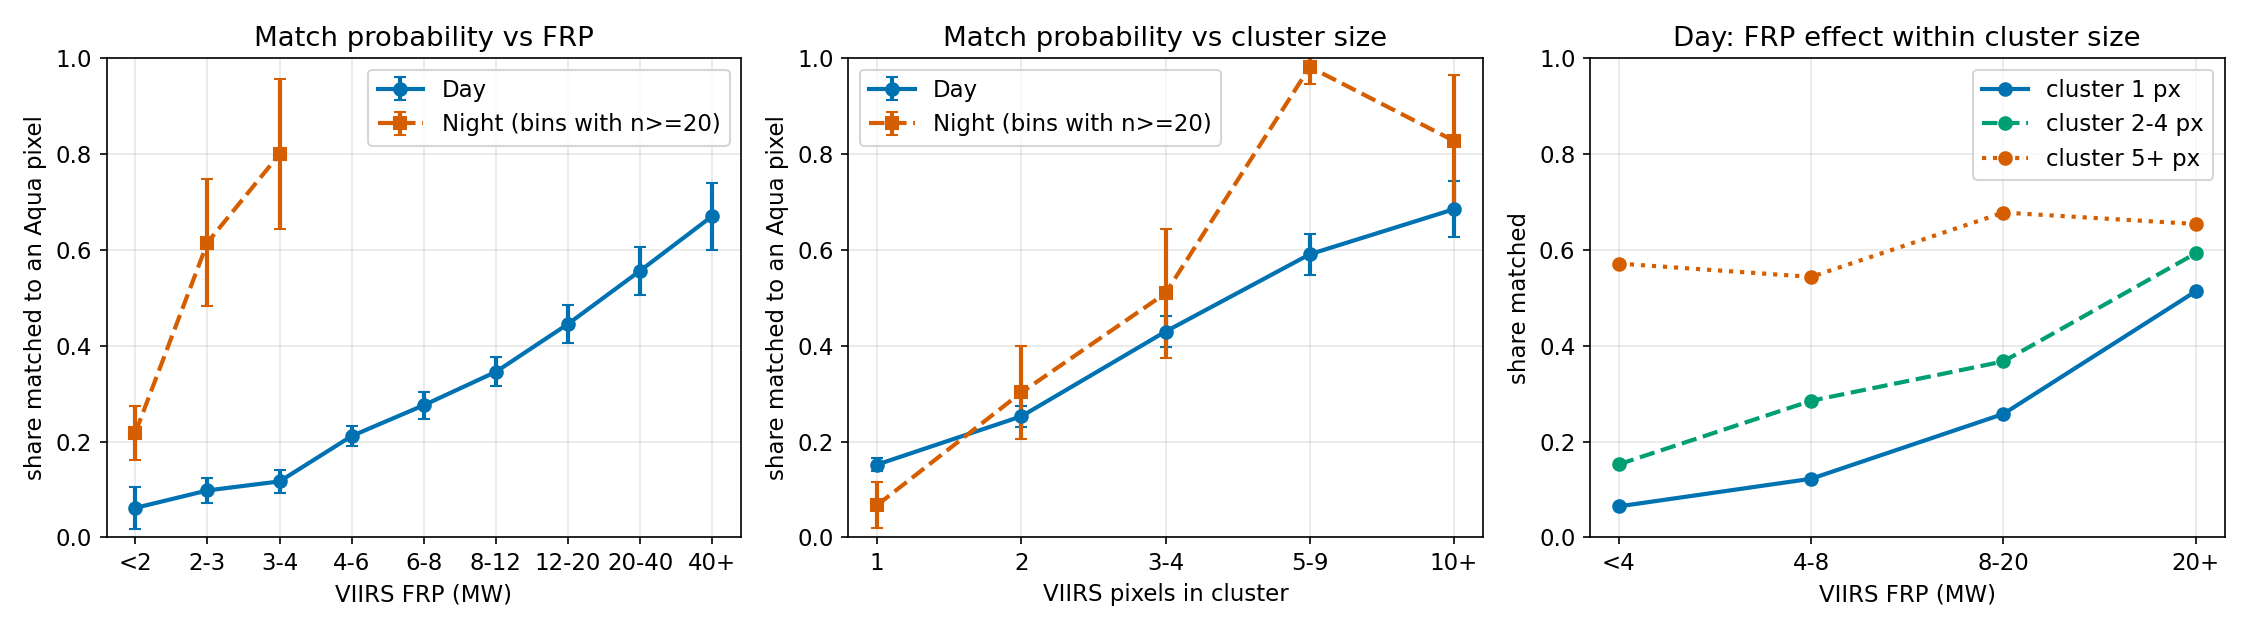 Match probability vs FRP
share matched to an Aqua pixel
1.0
0.8
0.6
0.4
0.2
0.0
Day
Night (bins with n>=20)
<2 2-3 3-4 4-6 6-8 8-12 12-20 20-40 40+
VIIRS FRP (MW)
Match probability vs cluster size
share matched to an Aqua pixel
1.0
0.8
0.6
0.4
0.2
0.0
Day
Night (bins with n>=20)
1 2 3-4 5-9 10+
VIIRS pixels in cluster
Day: FRP effect within cluster size
share matched
1.0
0.8
0.6
0.4
0.2
0.0
cluster 1 px
cluster 2-4 px
cluster 5+ px
<4 4-8 8-20 20+
VIIRS FRP (MW)